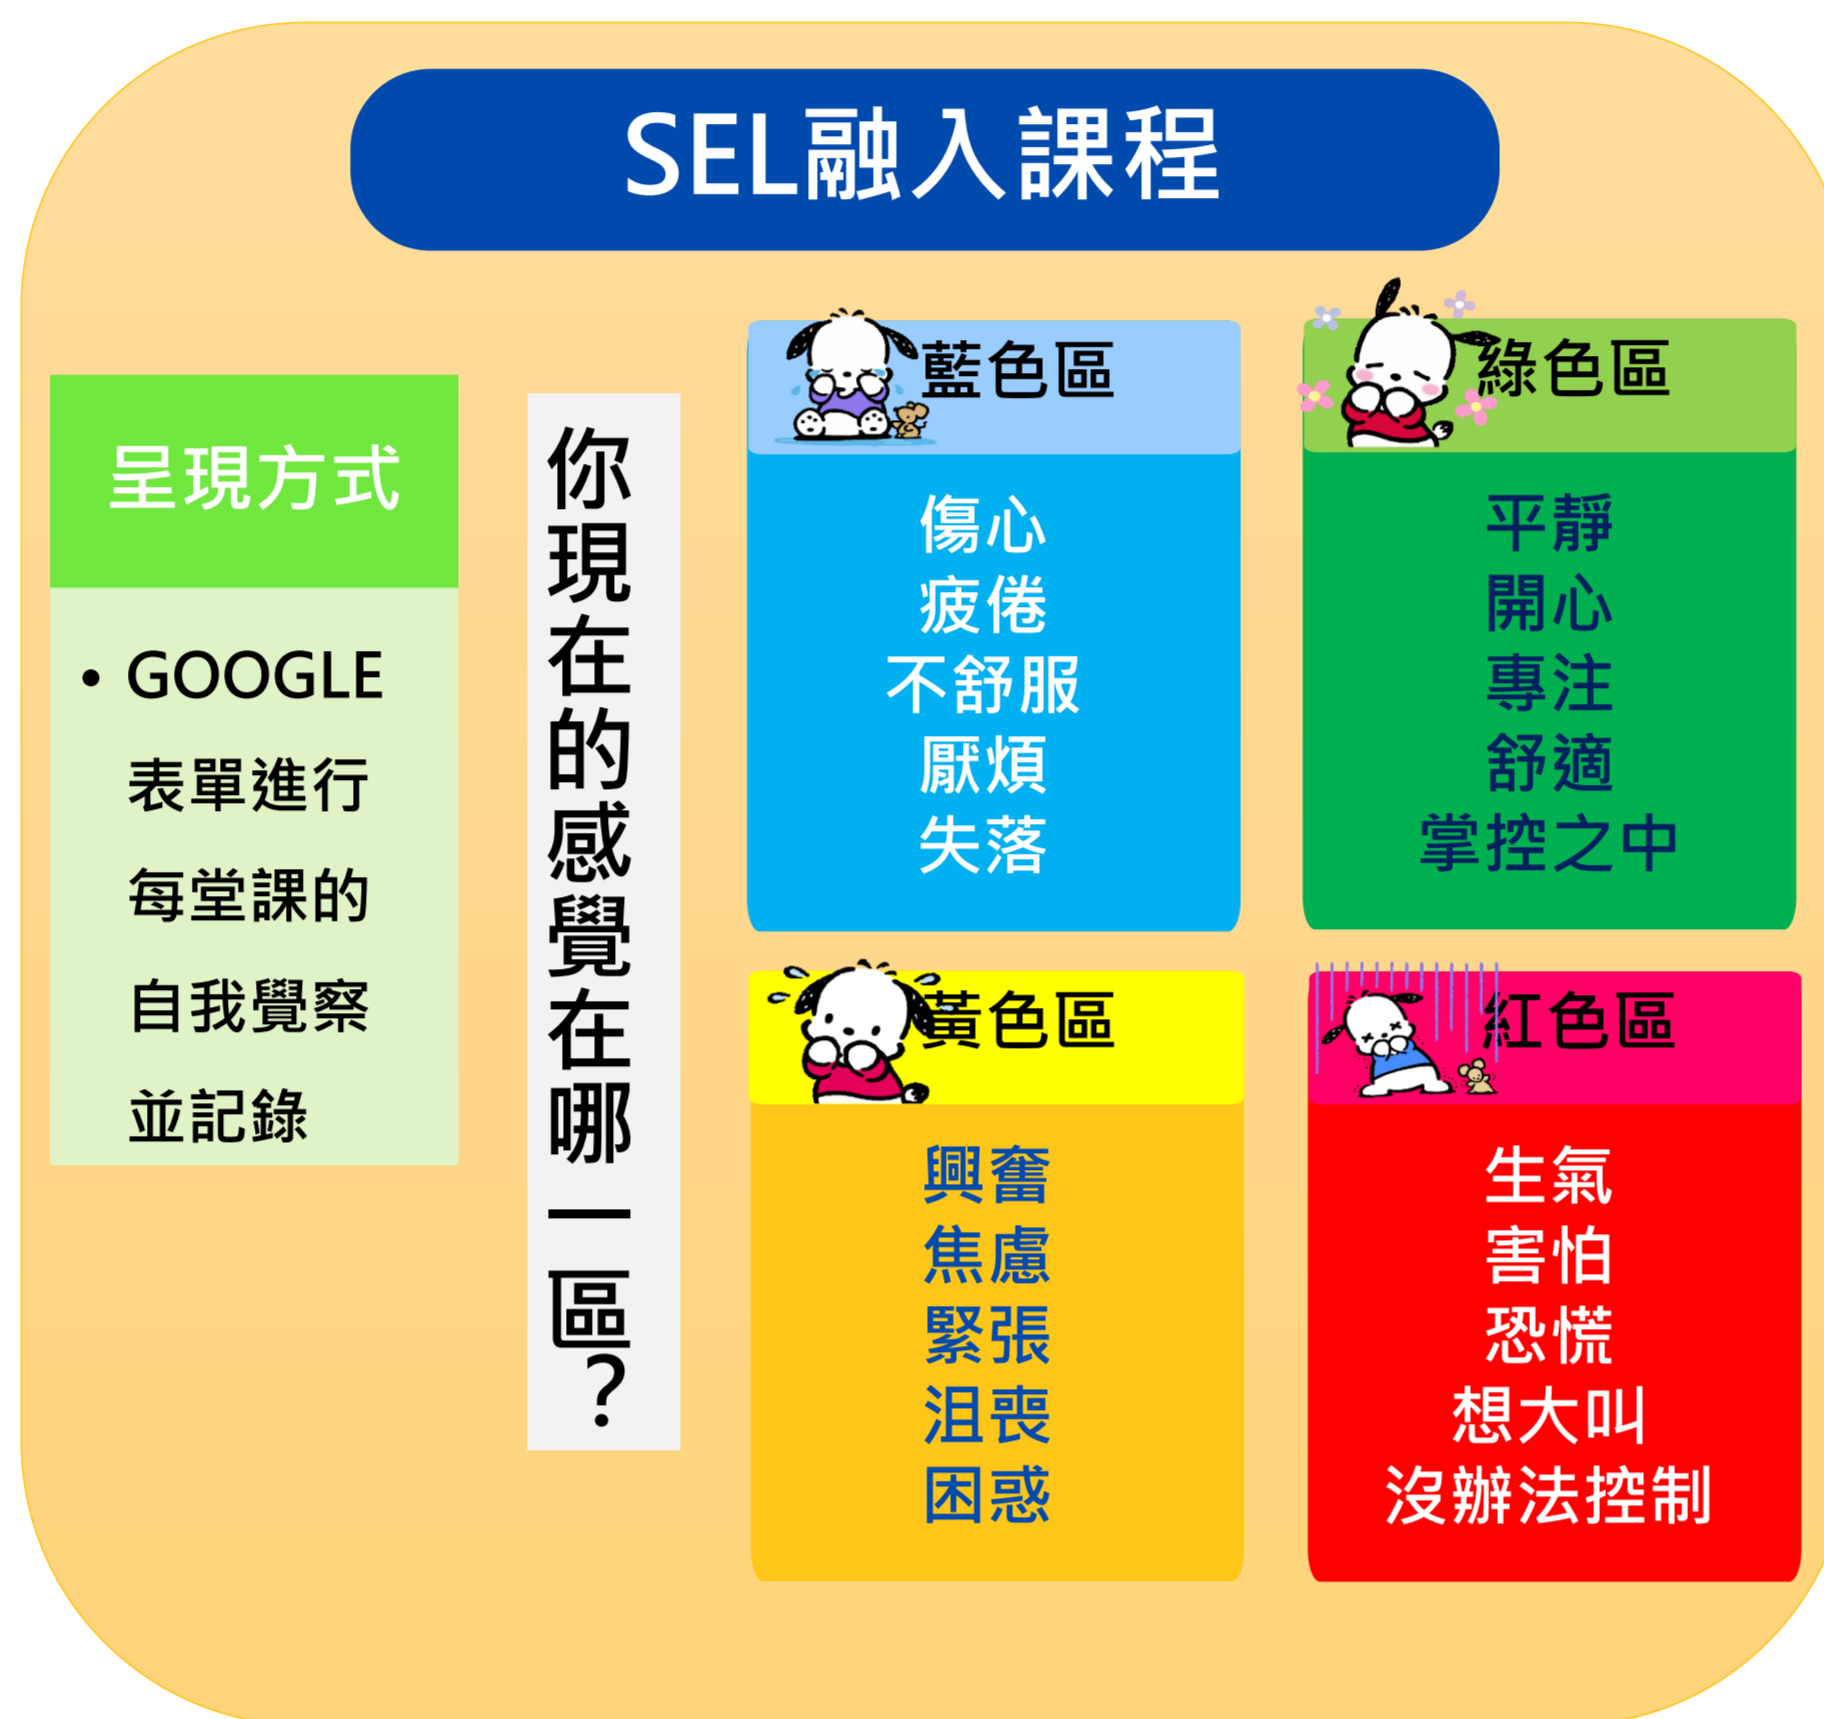 SEL融入課程
呈現方式
• GOOGLE
表單進行
每堂課的
自我覺察
並記錄
你現在的感覺在哪一區？
藍色區
傷心
疲倦
不舒服
厭煩
失落
綠色區
平靜
開心
專注
舒適
掌控之中
黃色區
興奮
焦慮
緊張
沮喪
困惑
紅色區
生氣
害怕
恐慌
想大叫
沒辦法控制